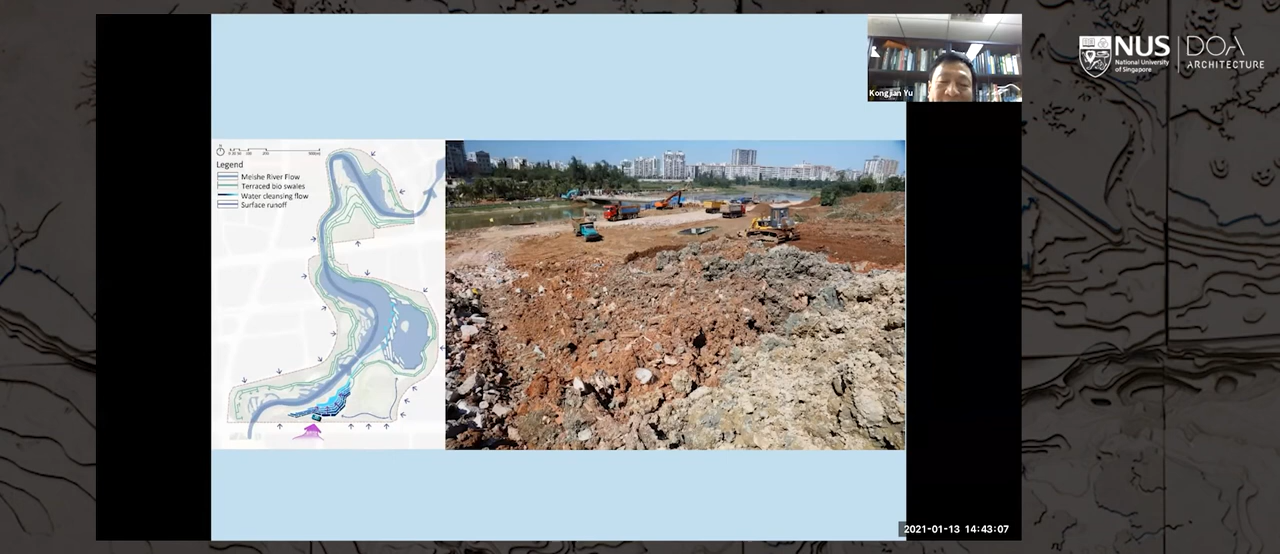 NUS
National University
of Singapore
DOA
ARCHITECTURE
Kongjian Yu
N
Legend
Meishe River Flow
Terraced bio swales
Water cleansing flow
Surface runoff
2021-01-13 14:43:07